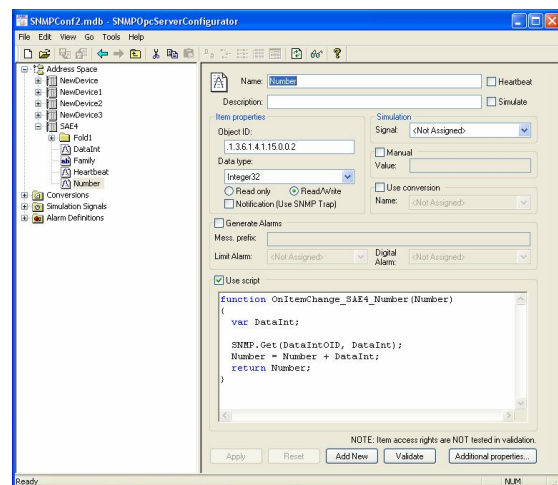 SNMPConf2.mdb - SNMPOpcServerConfigurator
File Edit View Go Tools Help
Address Space
NewDevice
NewDevice1
NewDevice2
NewDevice3
SAE4
Fold1
DataInt
Family
Heartbeat
Number
Conversions
Simulation Signals
Alarm Definitions
Name: Number Heartbeat
Description: Simulate
Item properties
Object ID:
.1.3.6.1.4.1.15.0.0.2
Data type:
Integer32
Read only Read/Write
Notification (Use SNMP Trap)
Simulation
Signal: <Not Assigned>
Manual
Value:
Use conversion
Name: <Not Assigned>
Generate Alarms
Mess. prefix:
Limit Alarm: <Not Assigned> Digital Alarm: <Not Assigned>
Use script
function OnItemChange_SAE4_Number(Number)
{
var DataInt;
SNMP.Get(DataIntOID, DataInt);
Number = Number + DataInt;
return Number;
}
NOTE: Item access rights are NOT tested in validation.
Apply Reset Add New Validate Additional properties...
Ready NUM